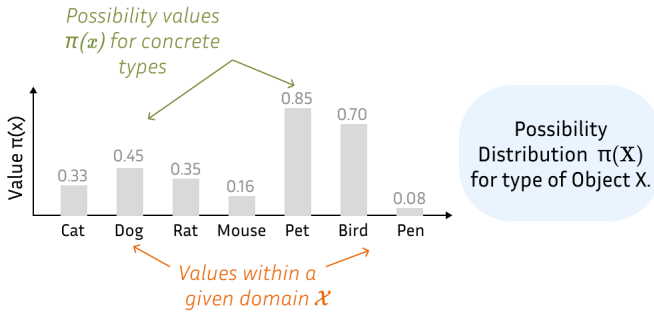 Possibility values
π(x) for concrete
types
Value π(x)
0.33
0.45
0.35
0.16
0.85
0.70
0.08
Cat
Dog
Rat
Mouse
Pet
Bird
Pen
Values within a
given domain 𝒳
Possibility
Distribution π(X)
for type of Object X.